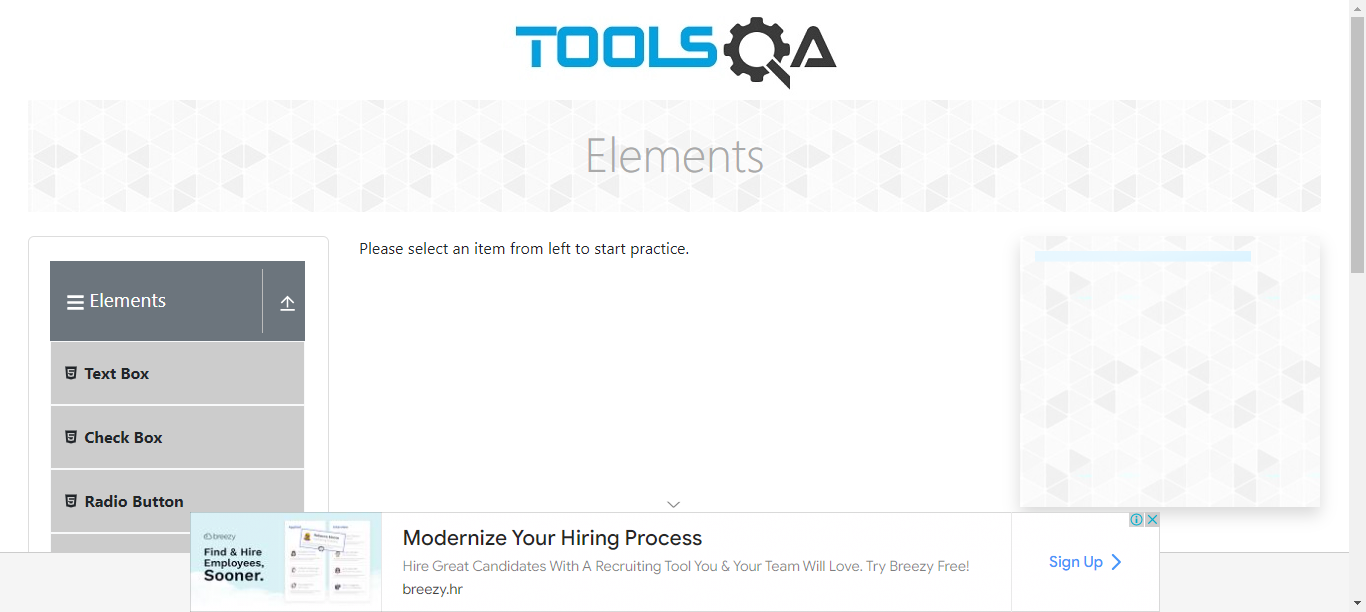 TOOLSQA
Elements
Elements
Text Box
Check Box
Radio Button
Please select an item from left to start practice.
breezy
Find & Hire
Employees,
Sooner.
Modernize Your Hiring Process
Hire Great Candidates With A Recruiting Tool You & Your Team Will Love. Try Breezy Free!
breezy.hr
Sign Up